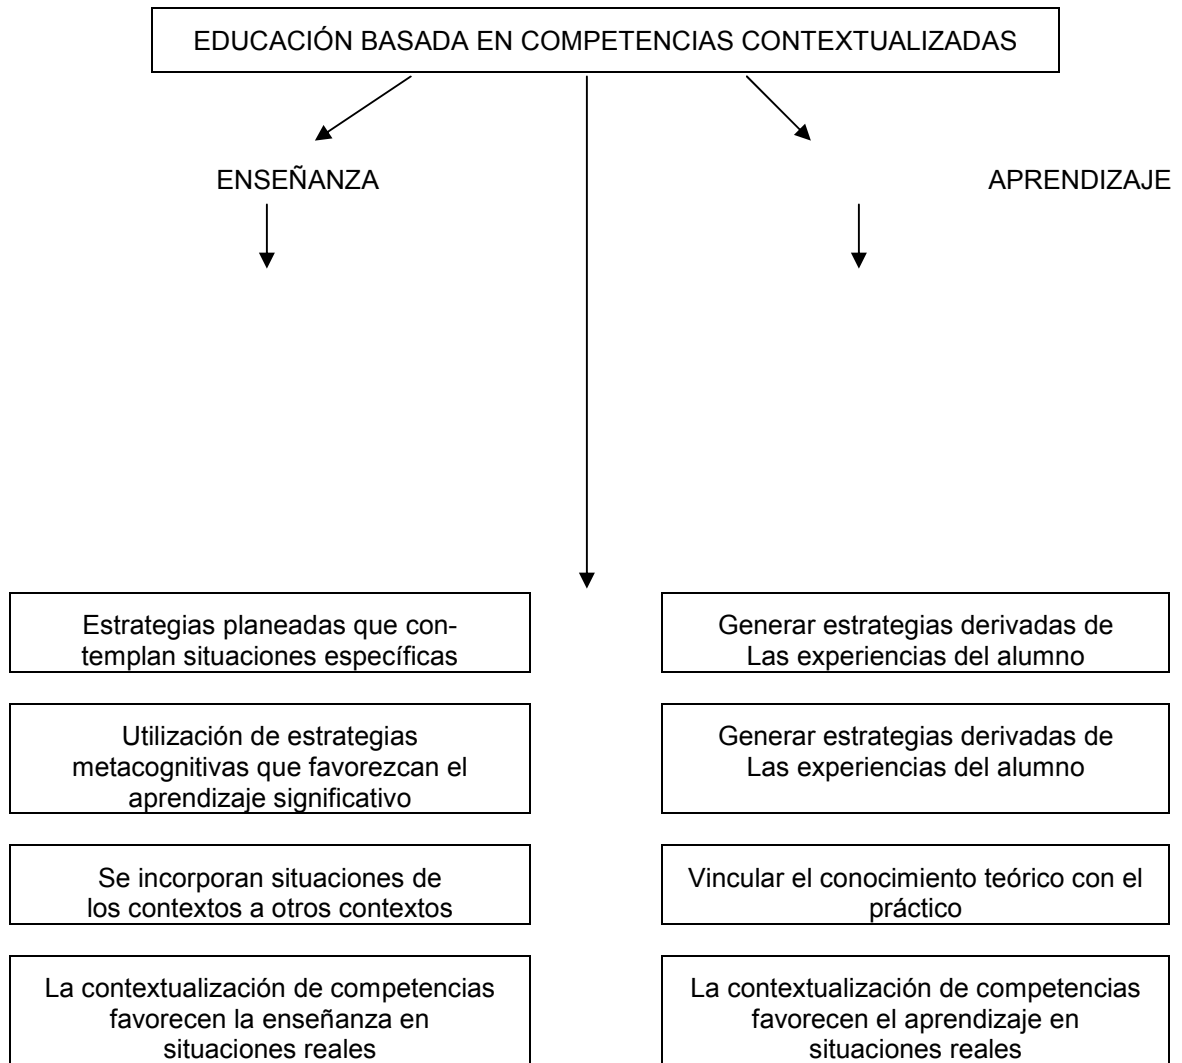 EDUCACIÓN BASADA EN COMPETENCIAS CONTEXTUALIZADAS
ENSEÑANZA
APRENDIZAJE
Estrategias planeadas que con-
templan situaciones específicas
Generar estrategias derivadas de
Las experiencias del alumno
Utilización de estrategias
metacognitivas que favorezcan el
aprendizaje significativo
Generar estrategias derivadas de
Las experiencias del alumno
Se incorporan situaciones de
los contextos a otros contextos
Vincular el conocimiento teórico con el
práctico
La contextualización de competencias
favorecen la enseñanza en
situaciones reales
La contextualización de competencias
favorecen el aprendizaje en
situaciones reales